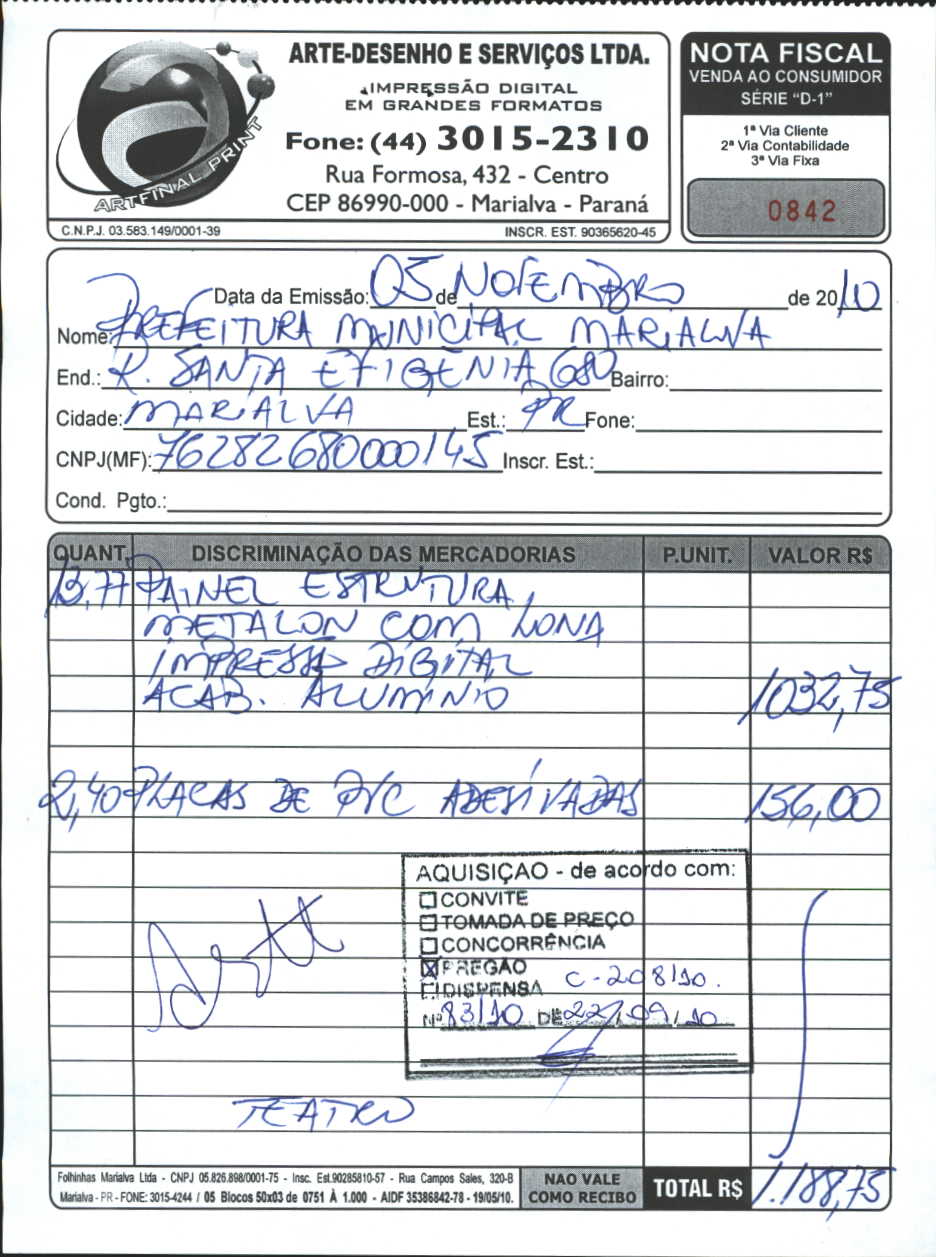 ARTFINAL PRINT
ARTE-DESENHO E SERVIÇOS LTDA.
IMPRESSÃO DIGITAL
EM GRANDES FORMATOS
Fone: (44) 3015-2310
Rua Formosa, 432 - Centro
CEP 86990-000 - Marialva - Paraná
C.N.P.J. 03.583.149/0001-39 INSCR. EST. 90365620-45
NOTA FISCAL
VENDA AO CONSUMIDOR
SÉRIE "D-1"
1ª Via Cliente
2ª Via Contabilidade
3ª Via Fixa
0842
Data da Emissão: 05 de NOVEMBRO de 2010
Nome: PREFEITURA MUNICIPAL MARIALVA
End.: R. SANTA EFIGÊNIA 680 Bairro:
Cidade: MARIALVA Est.: PR Fone:
CNPJ(MF): 76282680000145 Inscr. Est.:
Cond. Pgto.:
QUANT. DISCRIMINAÇÃO DAS MERCADORIAS P.UNIT. VALOR R$
13,77 PAINEL ESTRUTURA
METALON COM LONA
IMPRESSÃO DIGITAL
ACAB. ALUMINIO 1032,75
2,40 PLACAS DE PVC ADESIVADAS 156,00
AQUISIÇAO - de acordo com:
CONVITE
TOMADA DE PREÇO
CONCORRÊNCIA
PREGÃO
DISPENSA C-208/10.
Nº 83/10 DE 22/09/10
TEATRO
Folhinhas Marialva Ltda - CNPJ 05.826.898/0001-75 - Insc. Est.90285810-57 - Rua Campos Sales, 320-B
Marialva - PR - FONE: 3015-4244 / 05 Blocos 50x03 de 0751 À 1.000 - AIDF 35386842-78 - 19/05/10.
NAO VALE
COMO RECIBO
TOTAL R$ 1.188,75